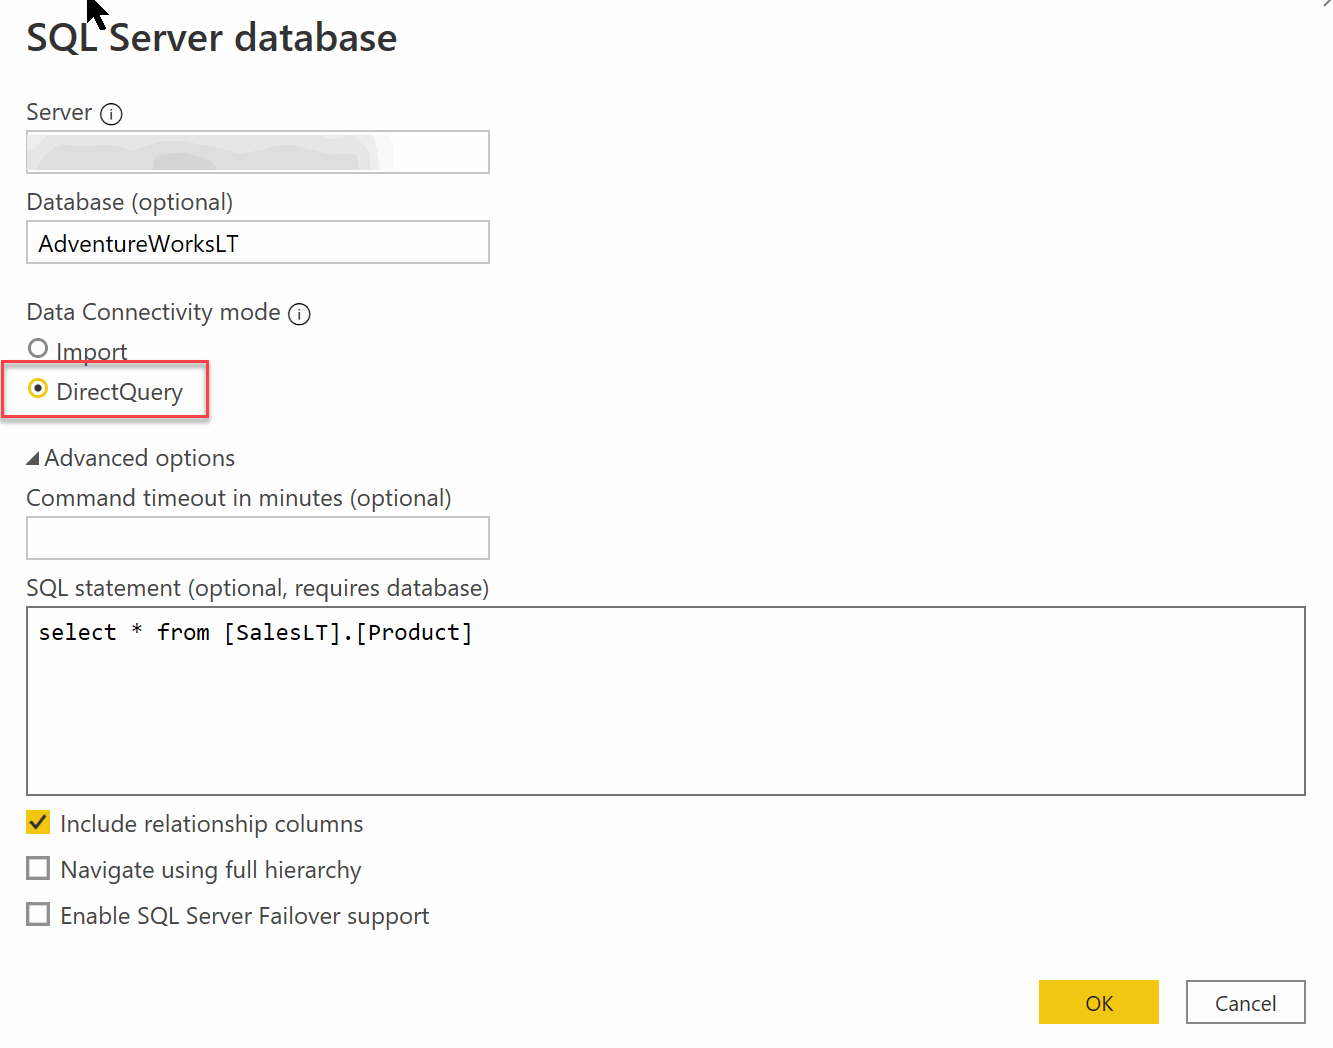 SQL Server database
Server
Database (optional)
AdventureWorksLT
Data Connectivity mode
Import
DirectQuery
Advanced options
Command timeout in minutes (optional)
SQL statement (optional, requires database)
select * from [SalesLT].[Product]
Include relationship columns
Navigate using full hierarchy
Enable SQL Server Failover support
OK Cancel